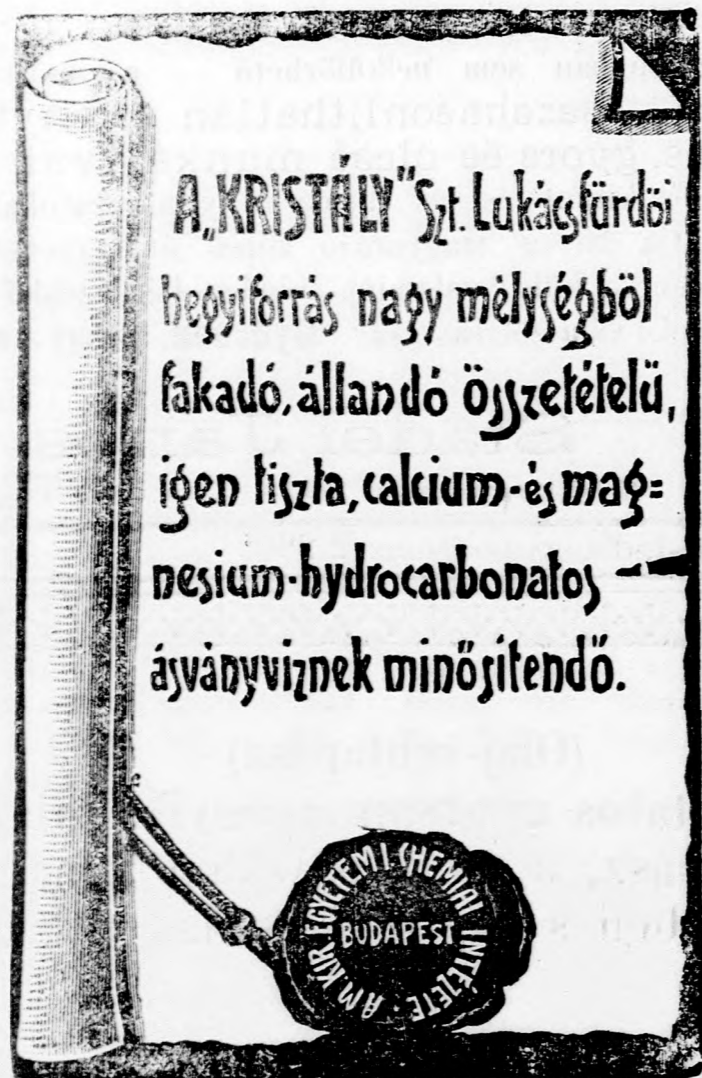 A „KRISTÁLY” Szt. Lukácsfürdői
hegyiforrás nagy mélységből
fakadó, állandó összetételű,
igen tiszta, calcium- és mag=
nesium-hydrocarbonatos
ásványviznek minősitendő.
A M KIR EGYETEMI CHEMIAI INTÉZETE.
BUDAPEST